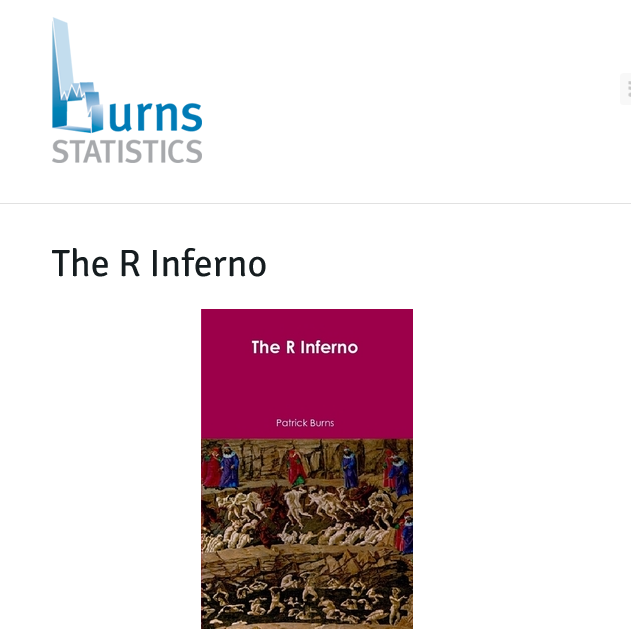 burns
STATISTICS
The R Inferno
The R Inferno
Patrick Burns